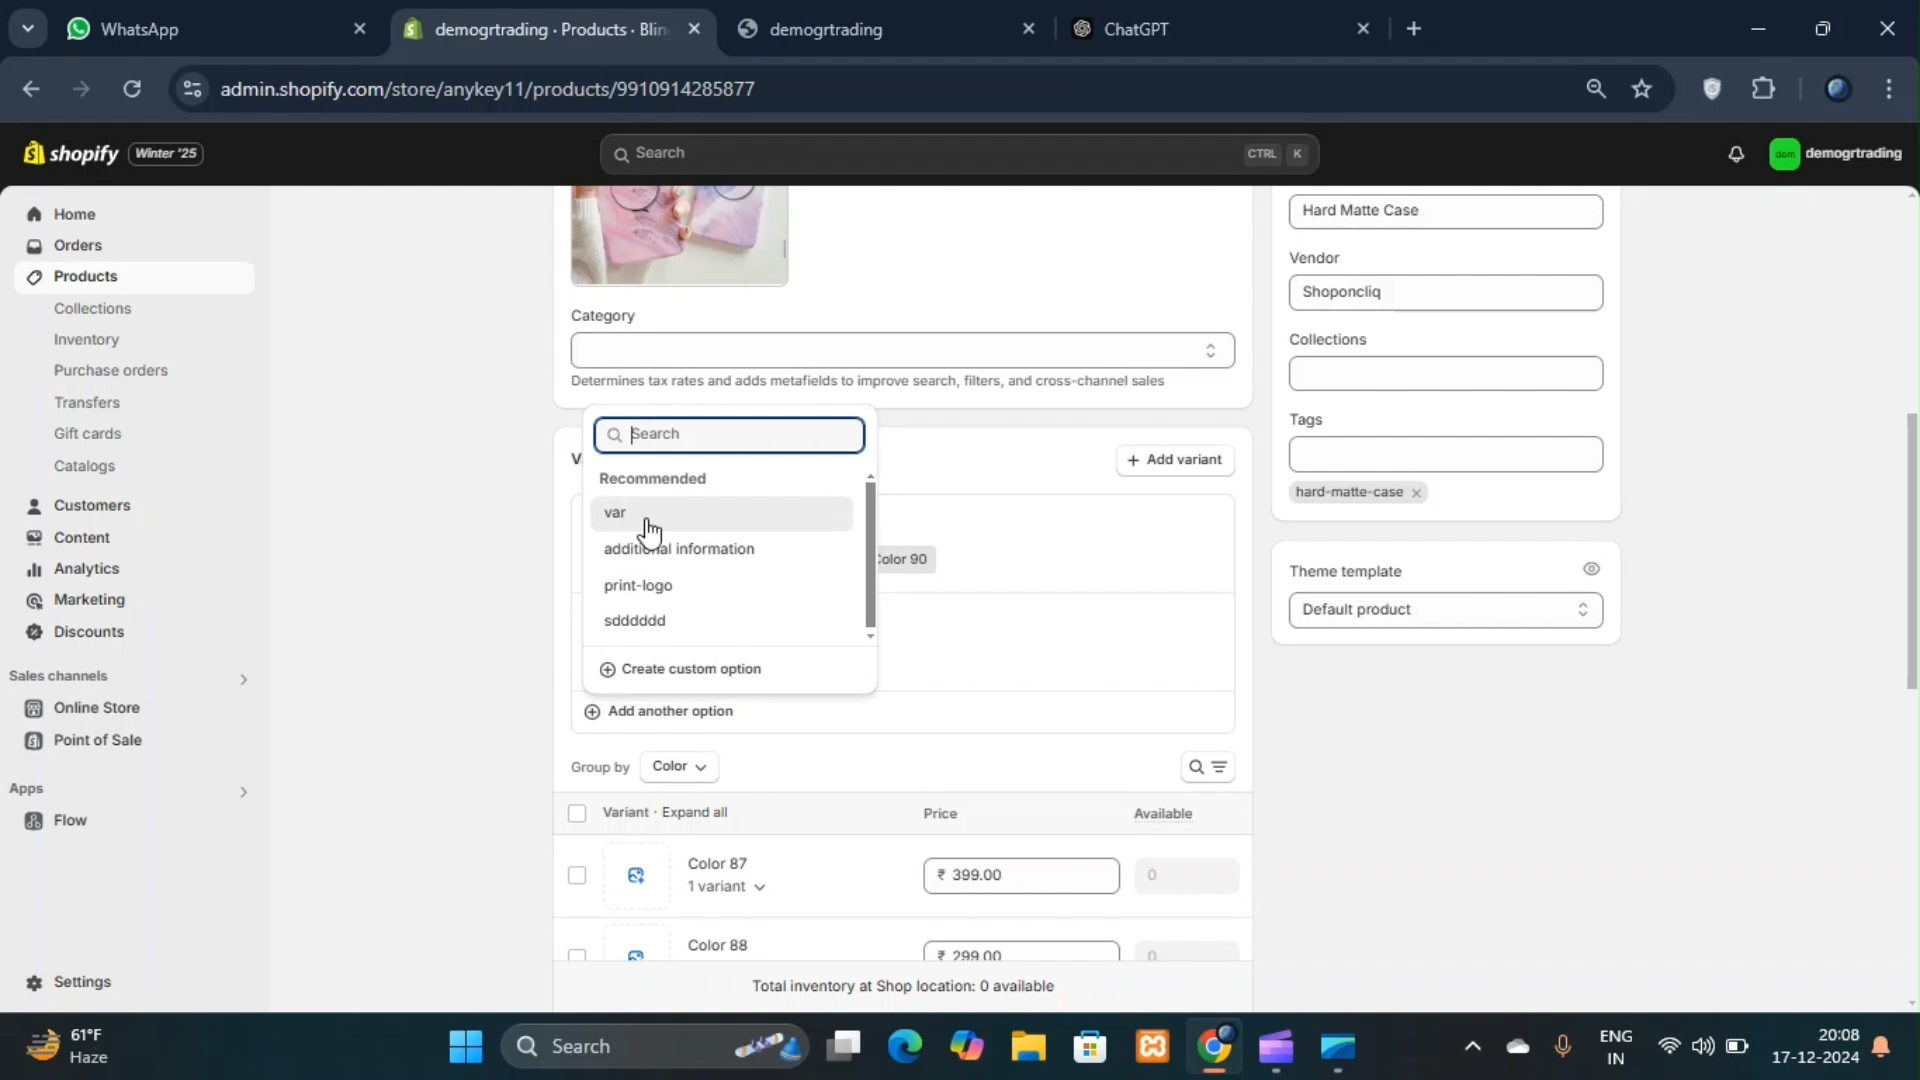 WhatsApp
demogrtrading · Products · Blin
demogrtrading
ChatGPT
admin.shopify.com/store/anykey11/products/9910914285877
shopify
Winter '25
Search
CTRL K
dem
demogrtrading
Home
Orders
Products
Collections
Inventory
Purchase orders
Transfers
Gift cards
Catalogs
Customers
Content
Analytics
Marketing
Discounts
Sales channels
Online Store
Point of Sale
Apps
Flow
Settings
Category
Determines tax rates and adds metafields to improve search, filters, and cross-channel sales
Search
Recommended
var
additional information
print-logo
sdddddd
Create custom option
Add variant
Color 90
Add another option
Group by
Color
Variant · Expand all
Price
Available
Color 87
1 variant
₹ 399.00
0
Color 88
₹ 299.00
0
Total inventory at Shop location: 0 available
Hard Matte Case
Vendor
Shoponcliq
Collections
Tags
hard-matte-case
Theme template
Default product
61°F
Haze
Search
ENG
IN
20:08
17-12-2024